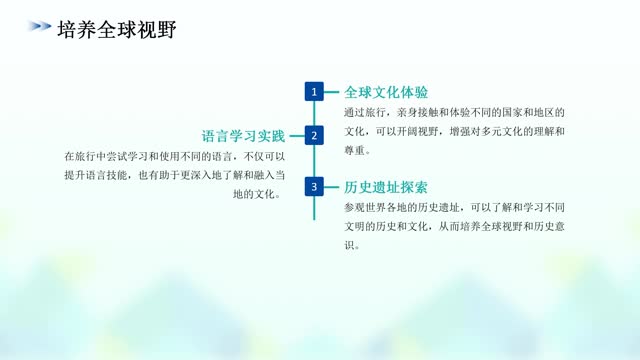 培养全球视野
1
全球文化体验
通过旅行，亲身接触和体验不同的国家和地区的
文化，可以开阔视野，增强对多元文化的理解和
尊重。
2
语言学习实践
在旅行中尝试学习和使用不同的语言，不仅可以
提升语言技能，也有助于更深入地了解和融入当
地的文化。
3
历史遗址探索
参观世界各地的历史遗址，可以了解和学习不同
文明的历史和文化，从而培养全球视野和历史意
识。